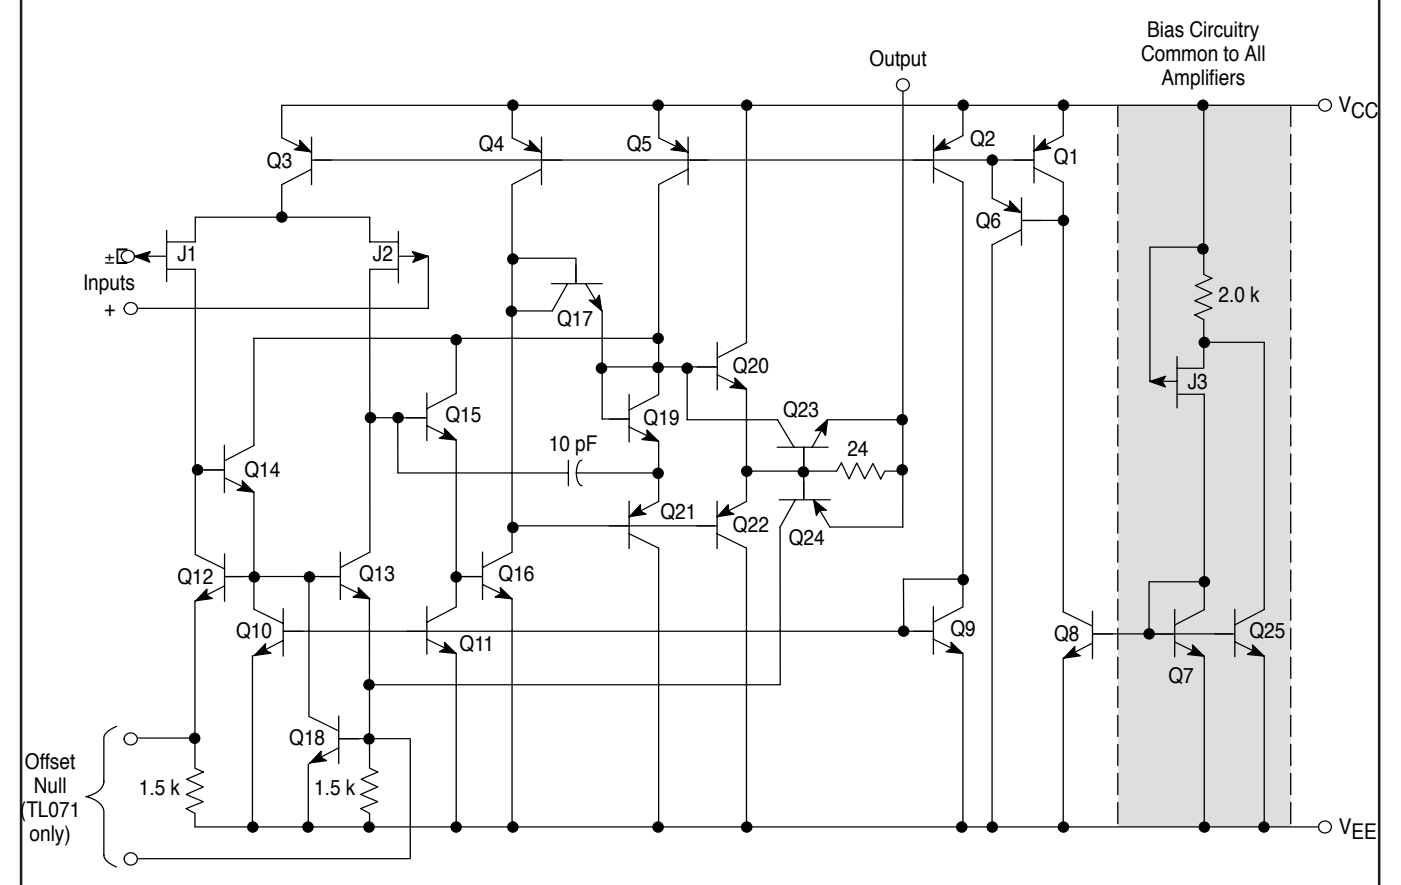 Bias Circuitry
Common to All
Amplifiers
Output
VCC
Q3
Q4
Q5
Q2
Q1
Q6
±
J1
J2
Inputs
+
Q17
2.0 k
J3
Q20
Q15
Q19
Q23
10 pF
24
Q14
Q21
Q22
Q24
Q12
Q13
Q16
Q10
Q11
Q9
Q8
Q25
Q7
Q18
Offset
Null
(TL071
only)
1.5 k
1.5 k
VEE